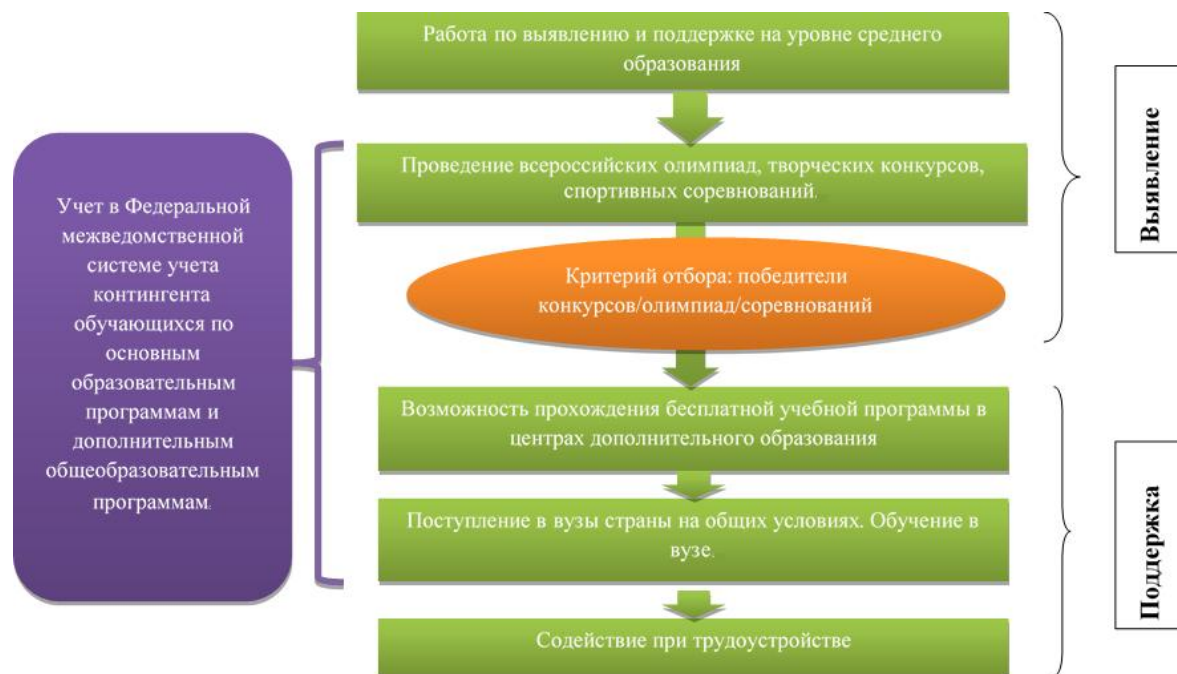 Работа по выявлению и поддержке на уровне среднего
образования
Проведение всероссийских олимпиад, творческих конкурсов,
спортивных соревнований.
Критерий отбора: победители
конкурсов/олимпиад/соревнований
Возможность прохождения бесплатной учебной программы в
центрах дополнительного образования
Поступление в вузы страны на общих условиях. Обучение в
вузе.
Содействие при трудоустройстве
Учет в Федеральной
межведомственной
системе учета
контингента
обучающихся по
основным
образовательным
программам и
дополнительным
общеобразовательным
программам.
Выявление
Поддержка